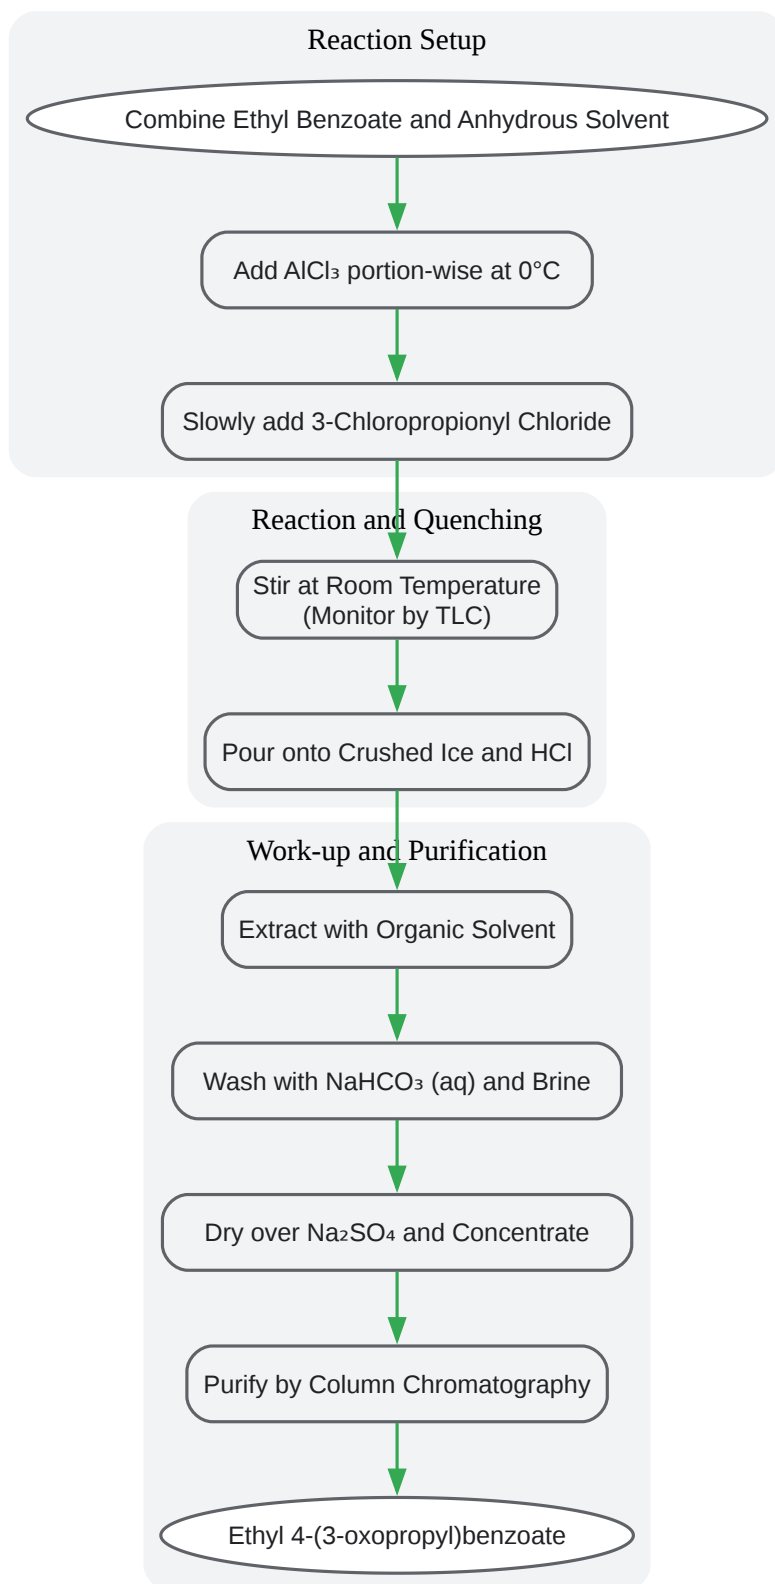 Reaction Setup
Combine Ethyl Benzoate and Anhydrous Solvent
Add AlCl₃ portion-wise at 0°C
Slowly add 3-Chloropropionyl Chloride
Reaction and Quenching
Stir at Room Temperature
(Monitor by TLC)
Pour onto Crushed Ice and HCl
Work-up and Purification
Extract with Organic Solvent
Wash with NaHCO₃ (aq) and Brine
Dry over Na₂SO₄ and Concentrate
Purify by Column Chromatography
Ethyl 4-(3-oxopropyl)benzoate